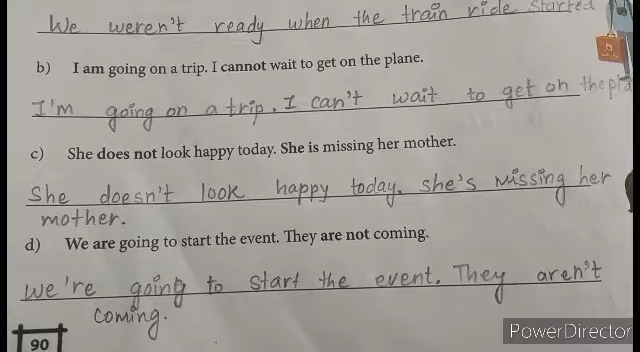 We weren't ready when the train ride started
b) I am going on a trip. I cannot wait to get on the plane.
I'm going on a trip. I can't wait to get on the pla
c) She does not look happy today. She is missing her mother.
She doesn't look happy today. she's missing her
mother.
d) We are going to start the event. They are not coming.
we're going to start the event. They aren't
coming.
90
PowerDirector